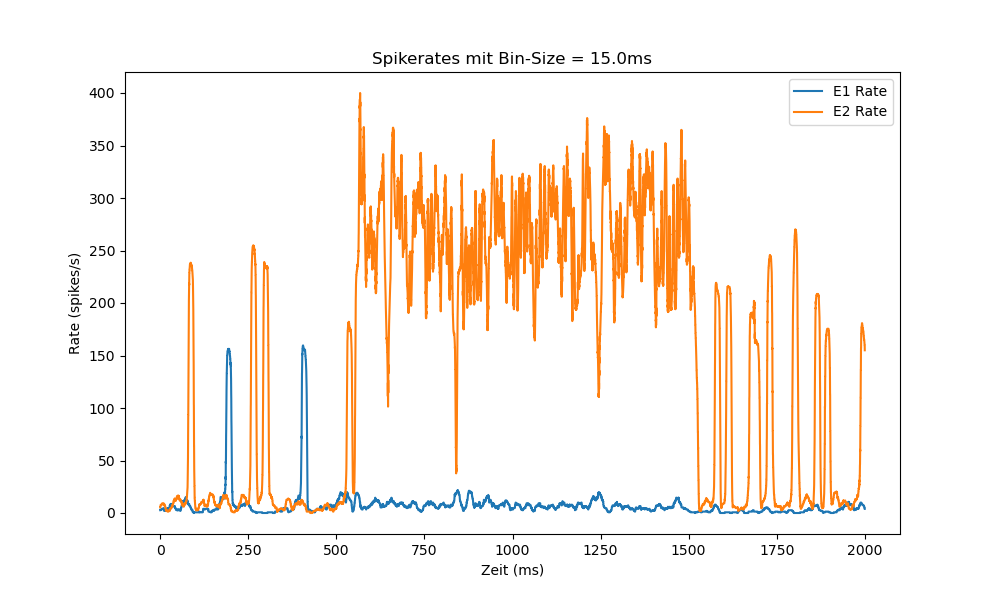 Spikerates mit Bin-Size = 15.0ms
E1 Rate
E2 Rate
Rate (spikes/s)
400
350
300
250
200
150
100
50
0
0 250 500 750 1000 1250 1500 1750 2000
Zeit (ms)